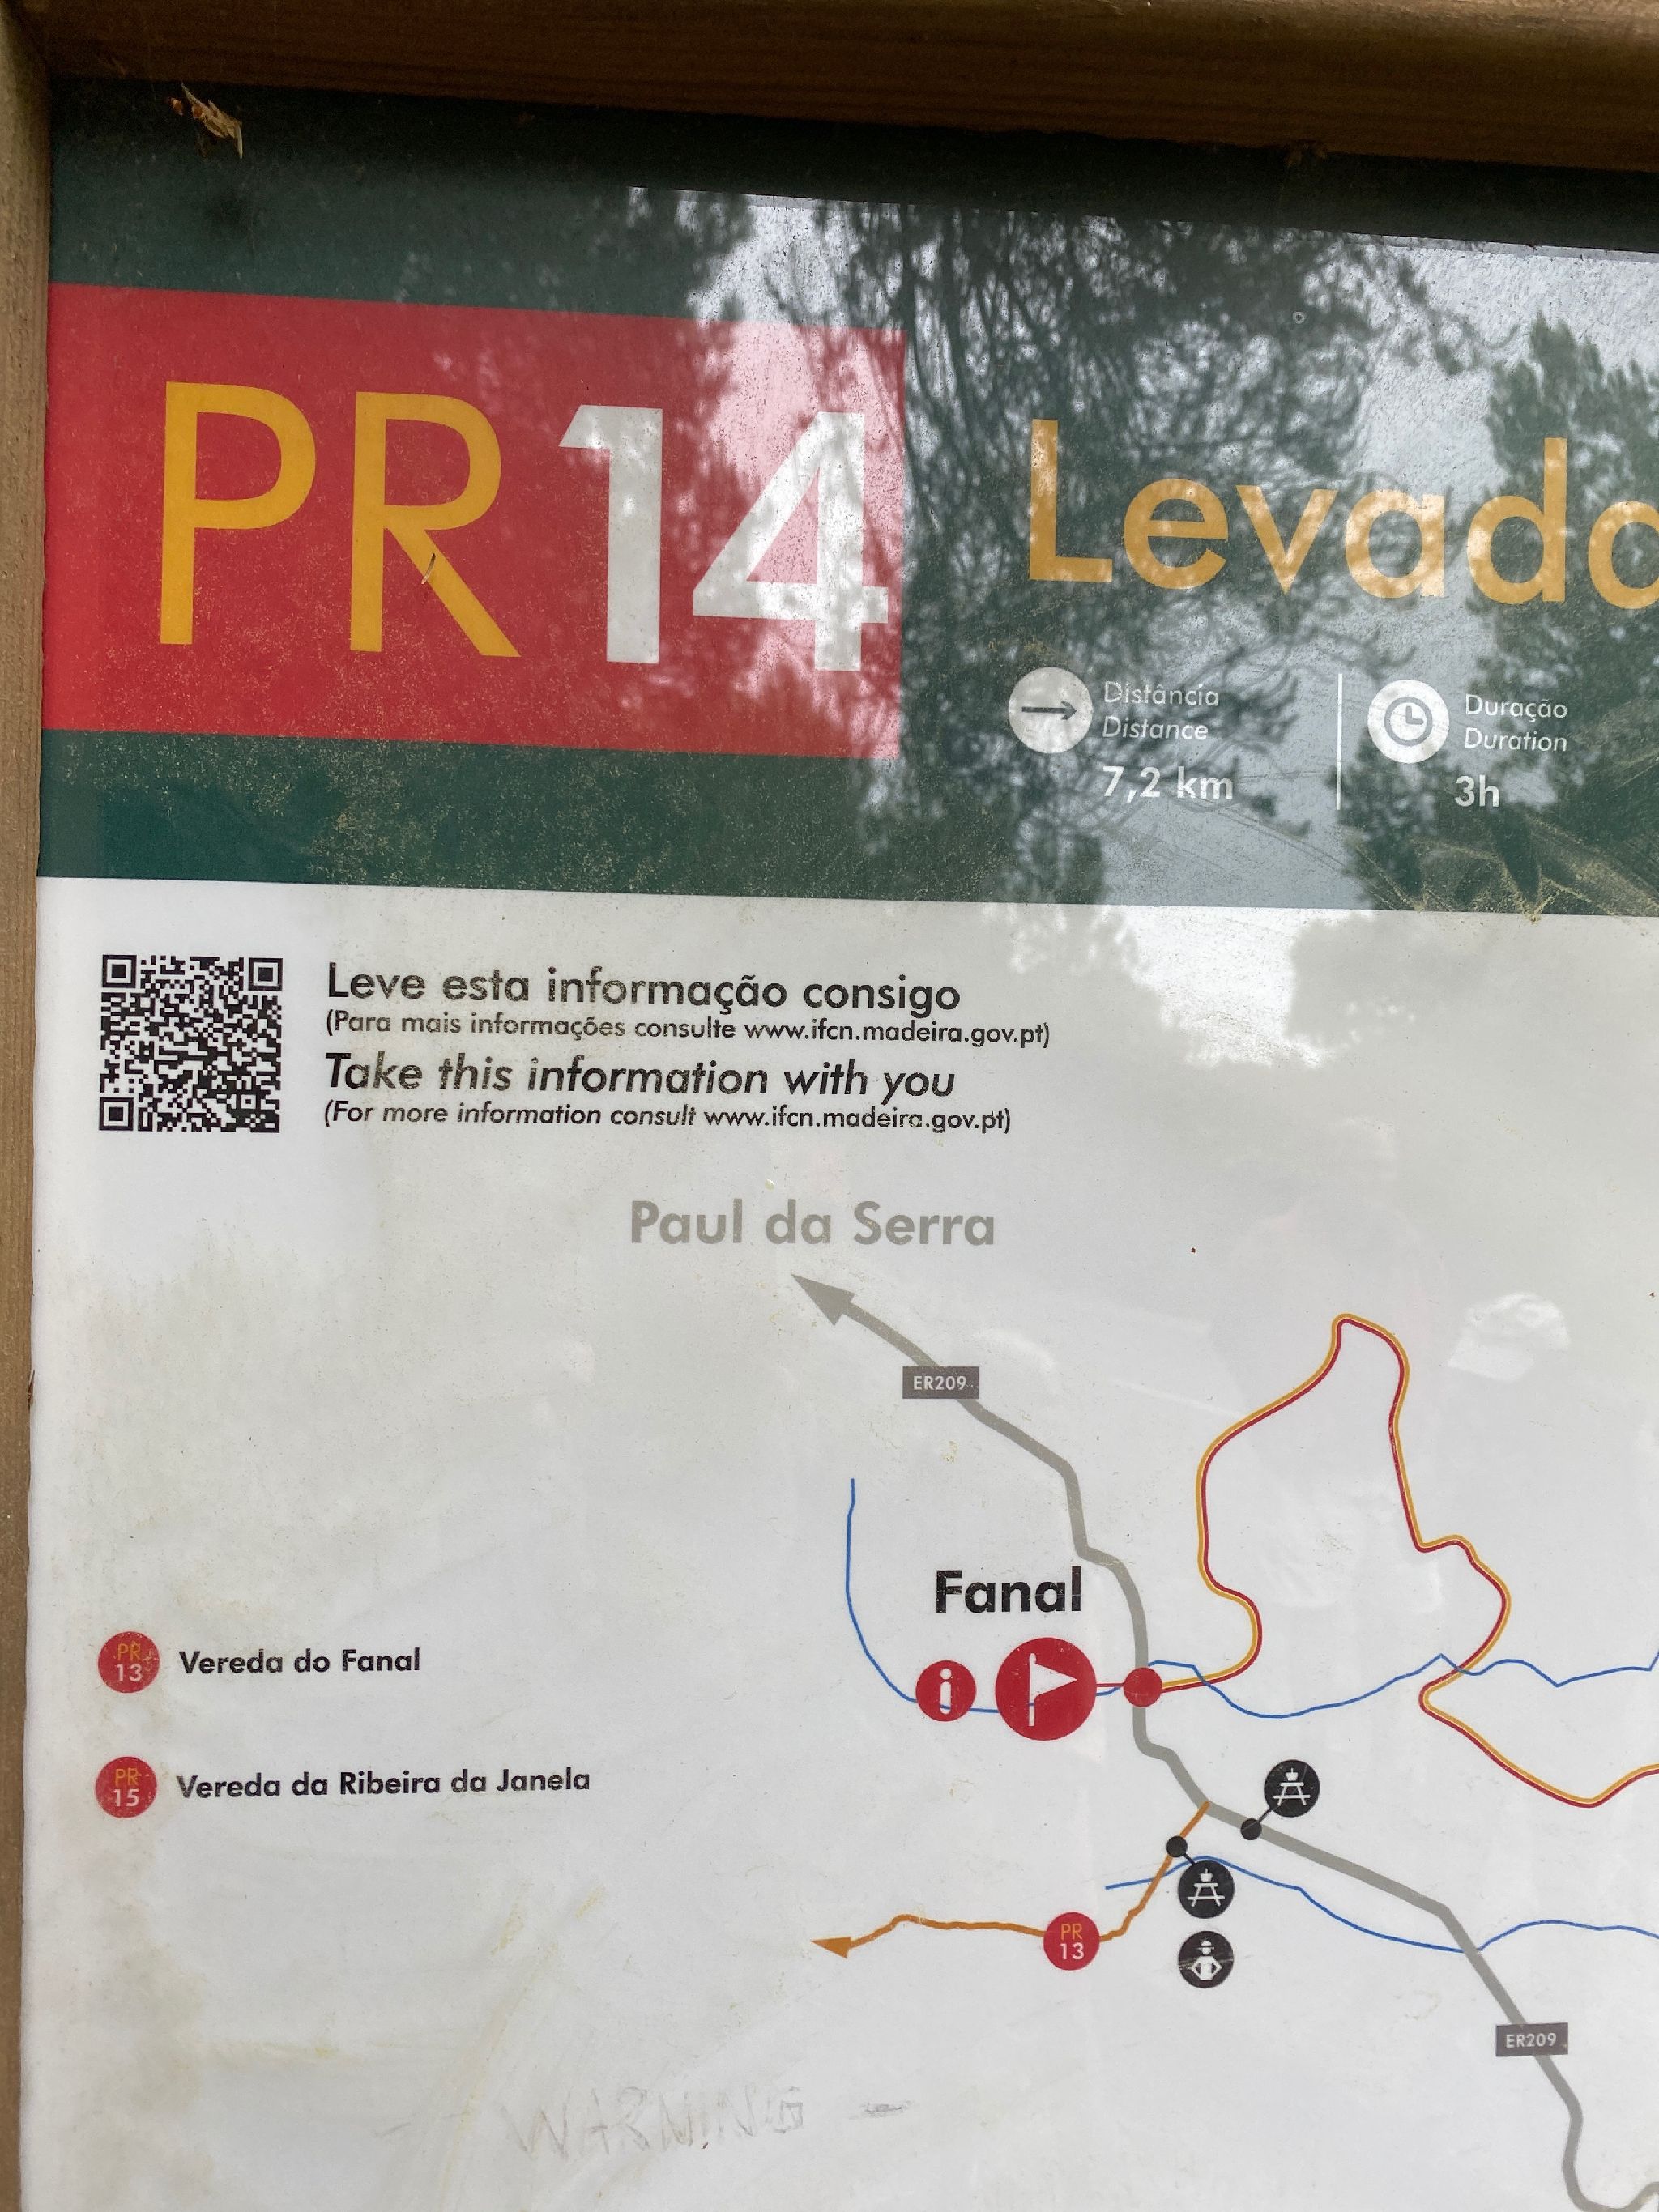 PR14
Levada
Distância
Distance
7,2 km
Duração
Duration
3h
Leve esta informação consigo
(Para mais informações consulte www.ifcn.madeira.gov.pt)
Take this information with you
(For more information consult www.ifcn.madeira.gov.pt)
Paul da Serra
ER209
Fanal
i
PR
13
Vereda do Fanal
PR
15
Vereda da Ribeira da Janela
PR
13
ER209
WARNING -